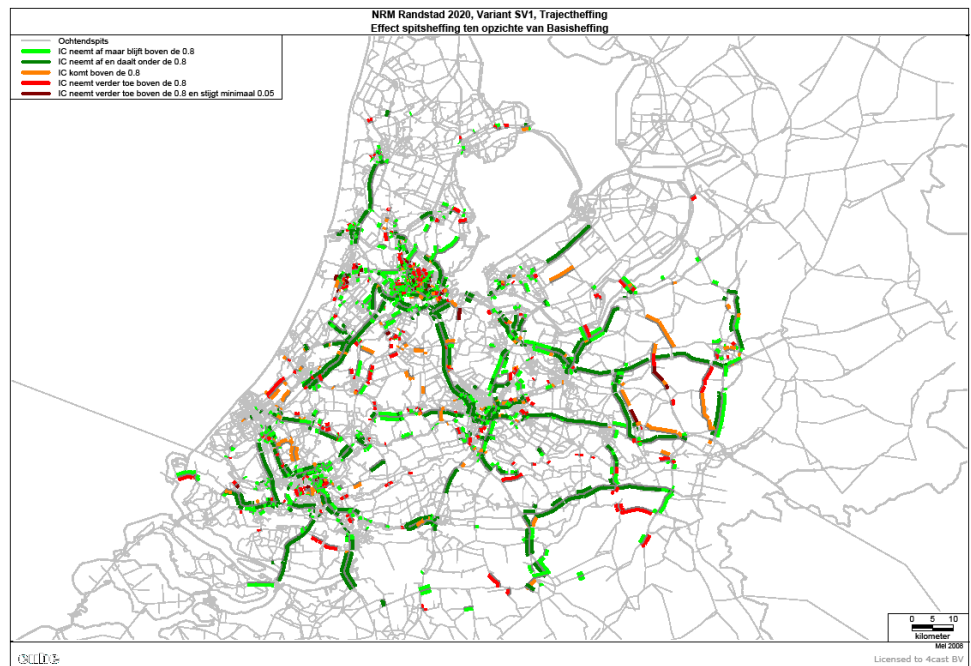 NRM Randstad 2020, Variant SV1, Trajectheffing
Effect spitsheffing ten opzichte van Basisheffing
Ochtendspits
IC neemt af maar blijft boven de 0.8
IC neemt af en daalt onder de 0.8
IC komt boven de 0.8
IC neemt verder toe boven de 0.8
IC neemt verder toe boven de 0.8 en stijgt minimaal 0.05
0 5 10
kilometer
Mei 2008
cube
Licensed to 4cast BV